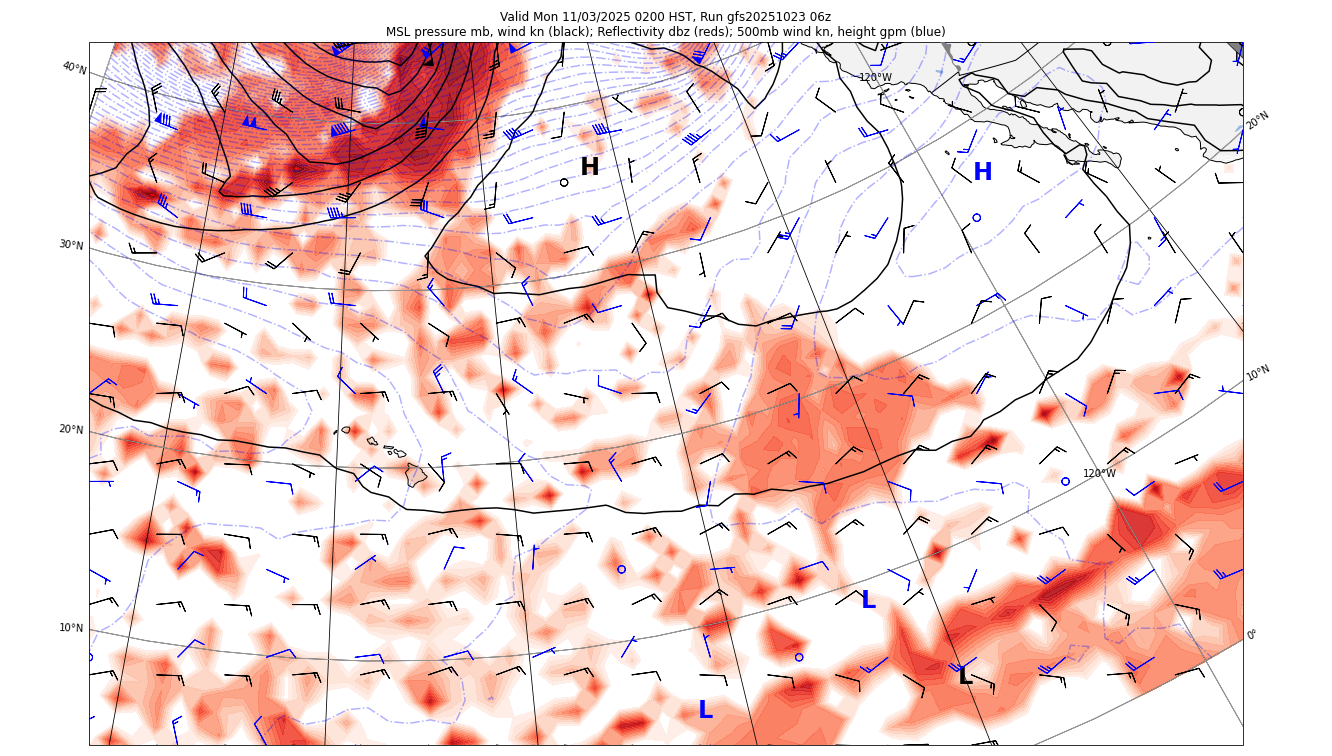 Valid Mon 11/03/2025 0200 HST, Run gfs20251023 06z
MSL pressure mb, wind kn (black); Reflectivity dbz (reds); 500mb wind kn, height gpm (blue)
40°N
120°W
20°N
H
H
30°N
10°N
20°N
120°W
L
10°N
0°
L
L